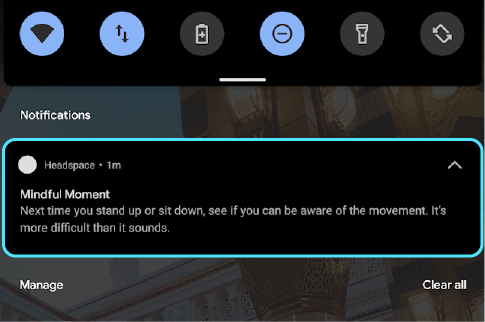 Notifications
Headspace • 1m
Mindful Moment
Next time you stand up or sit down, see if you can be aware of the movement. It's
more difficult than it sounds.
Manage Clear all